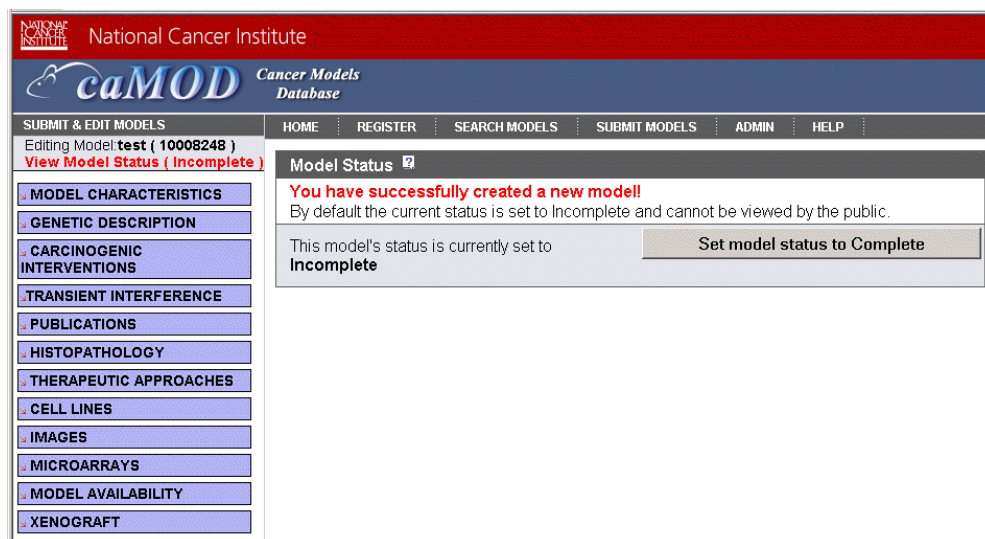 NATIONAL
CANCER
INSTITUTE
National Cancer Institute
caMOD
Cancer Models
Database
SUBMIT & EDIT MODELS
HOME
REGISTER
SEARCH MODELS
SUBMIT MODELS
ADMIN
HELP
Editing Model:test ( 10008248 )
View Model Status ( Incomplete )
MODEL CHARACTERISTICS
GENETIC DESCRIPTION
CARCINOGENIC
INTERVENTIONS
TRANSIENT INTERFERENCE
PUBLICATIONS
HISTOPATHOLOGY
THERAPEUTIC APPROACHES
CELL LINES
IMAGES
MICROARRAYS
MODEL AVAILABILITY
XENOGRAFT
Model Status ?
You have successfully created a new model!
By default the current status is set to Incomplete and cannot be viewed by the public.
This model's status is currently set to
Incomplete
Set model status to Complete